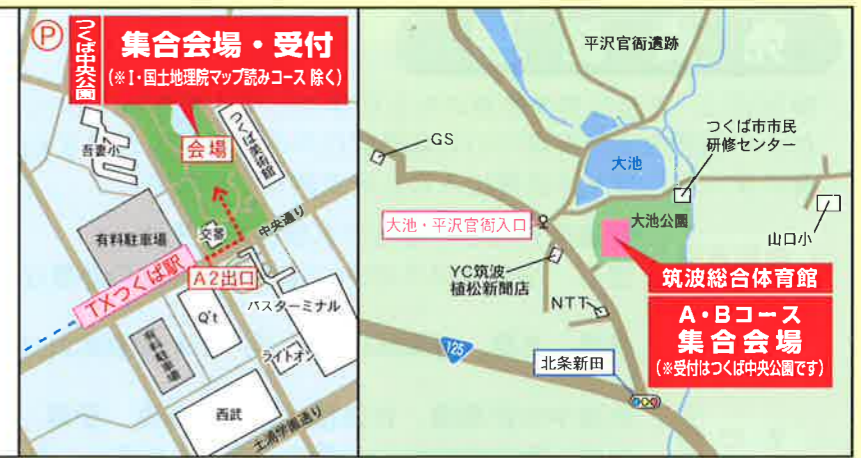 P
つくば中央公園
集合会場・受付
(※I・国土地理院マップ読みコース 除く)
吾妻小
会場
つくば美術館
有料駐車場
交番
中央通り
TXつくば駅
A2出口
バスターミナル
Q't
有料駐車場
ライトオン
西武
土浦学園通り
平沢官衙遺跡
GS
つくば市市民
研修センター
大池
大池・平沢官衙入口
大池公園
山口小
YC筑波
植松新聞店
筑波総合体育館
NTT
A・Bコース
集合会場
(※受付はつくば中央公園です)
125
北条新田